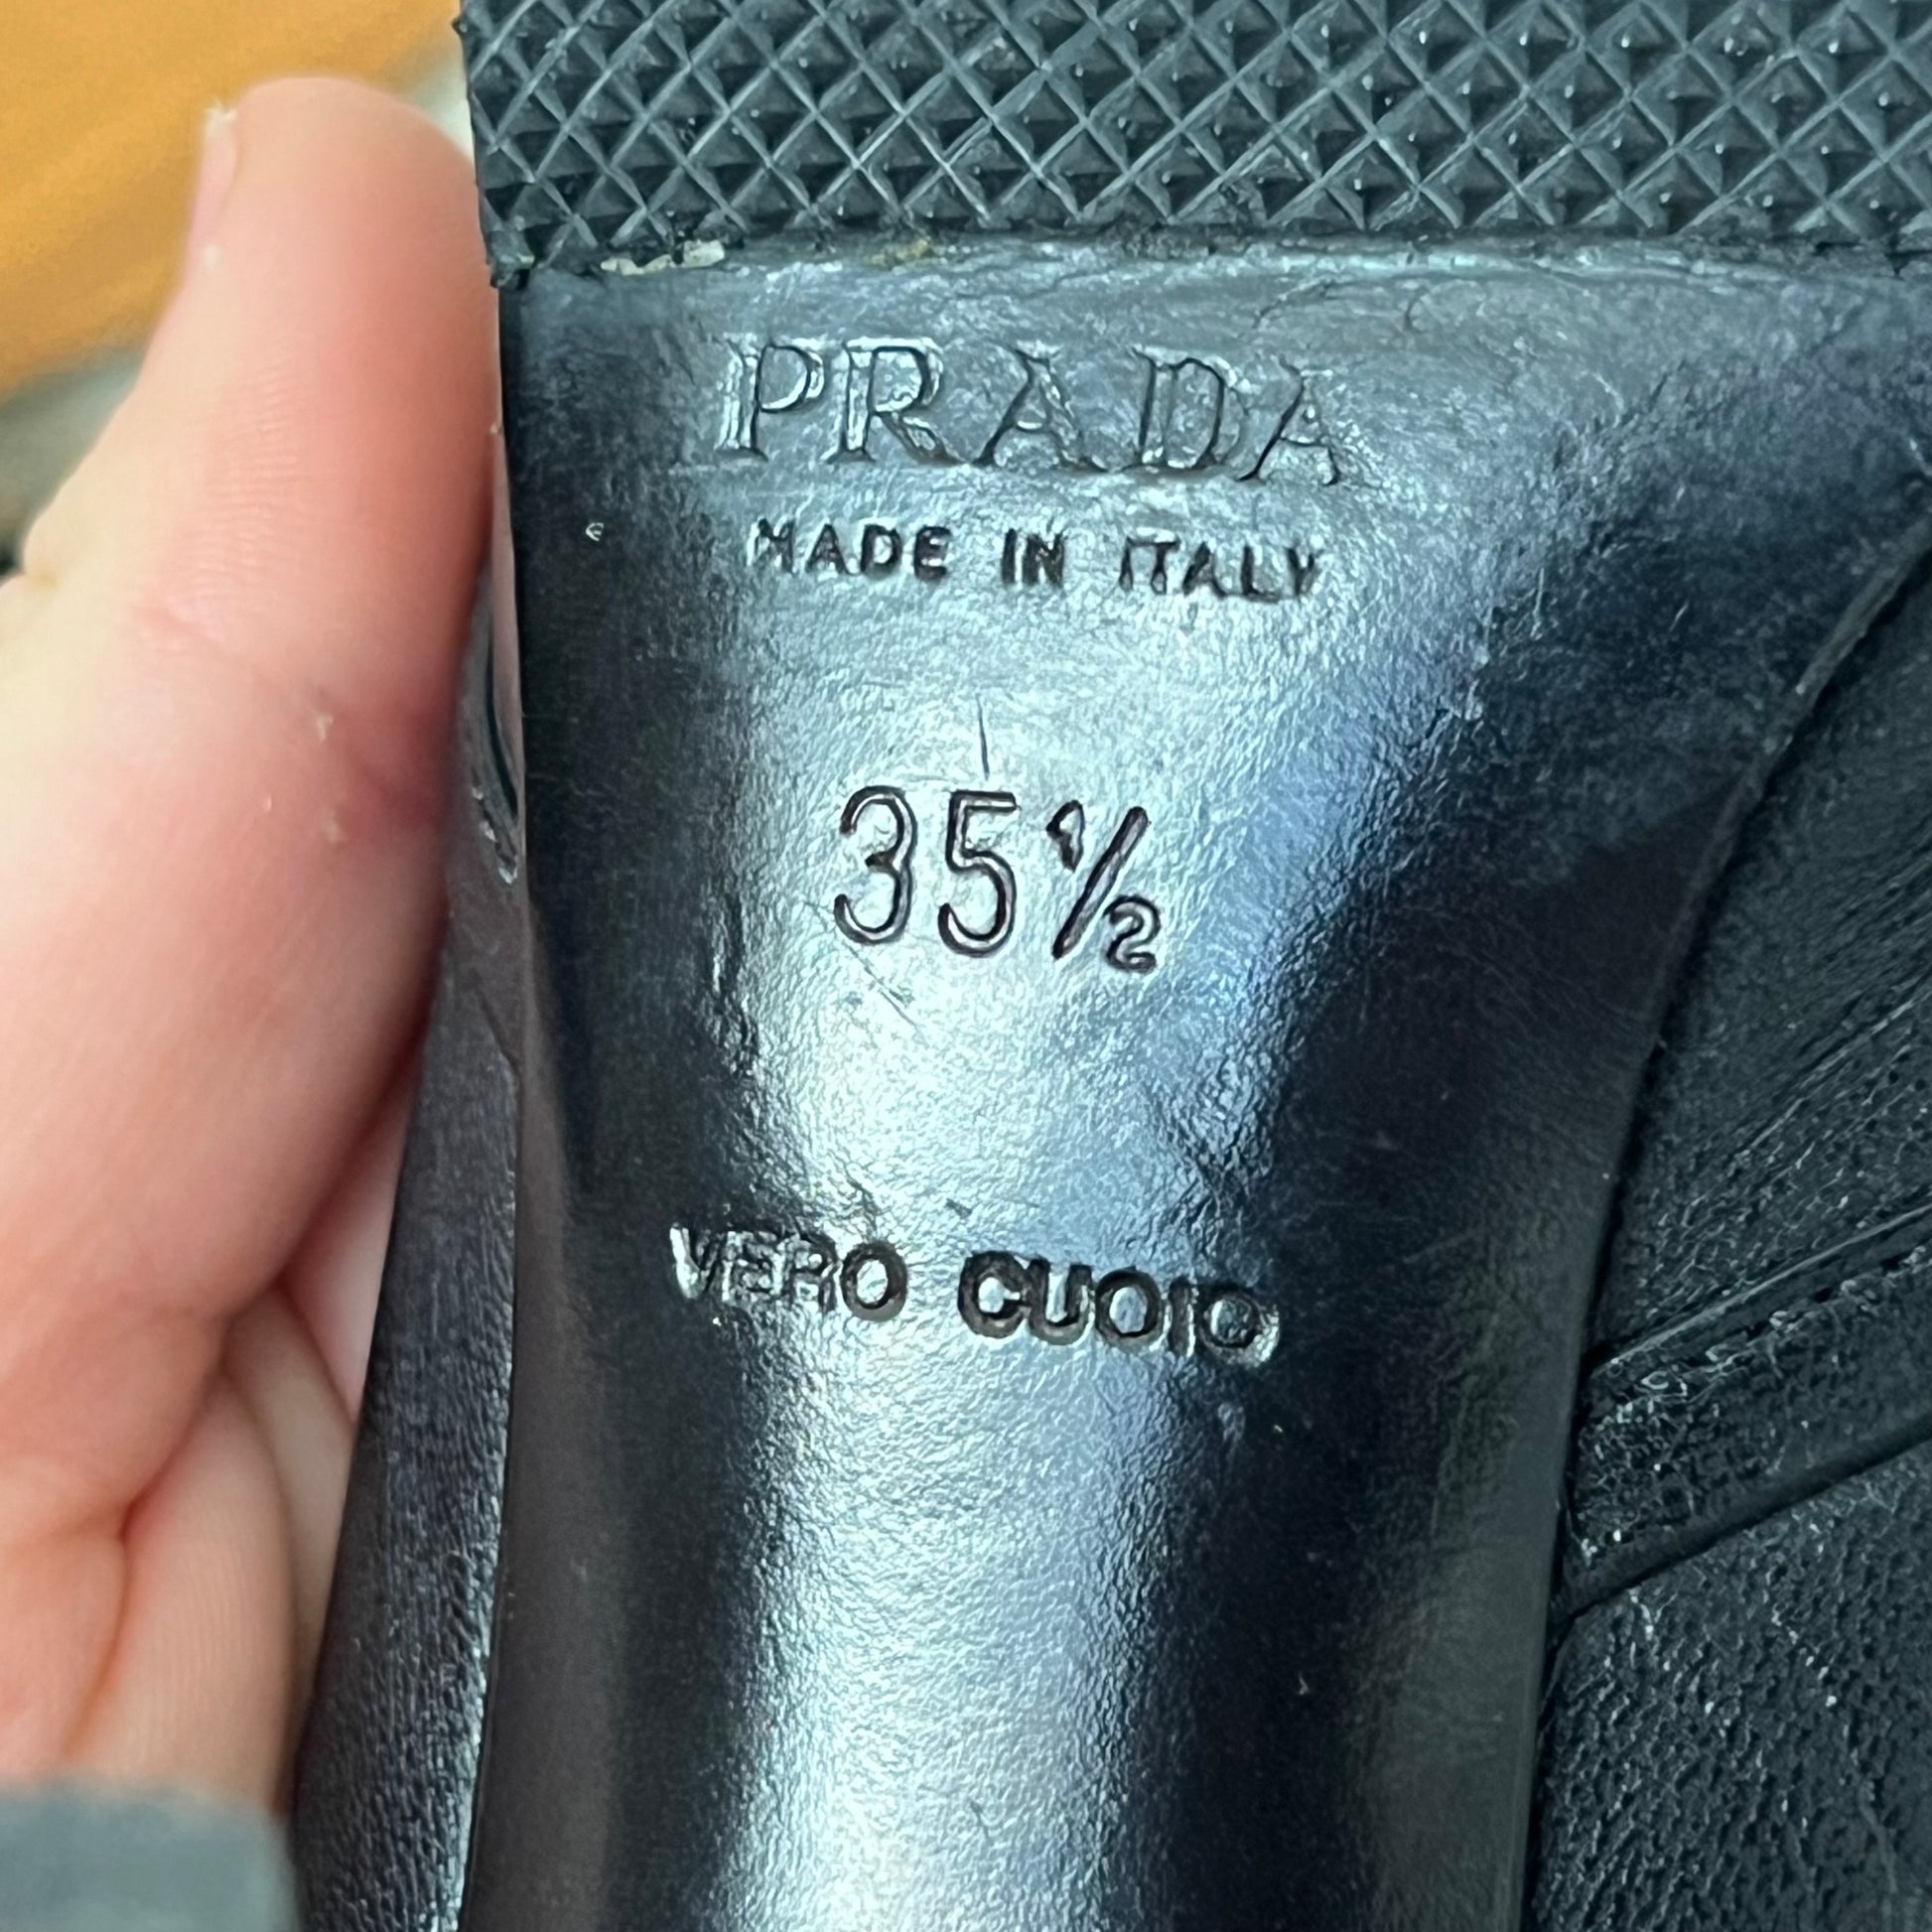 PRADA
MADE IN ITALY
35½
VERO CUOIO